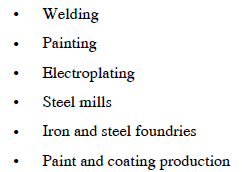 • Welding
• Painting
• Electroplating
• Steel mills
• Iron and steel foundries
• Paint and coating production